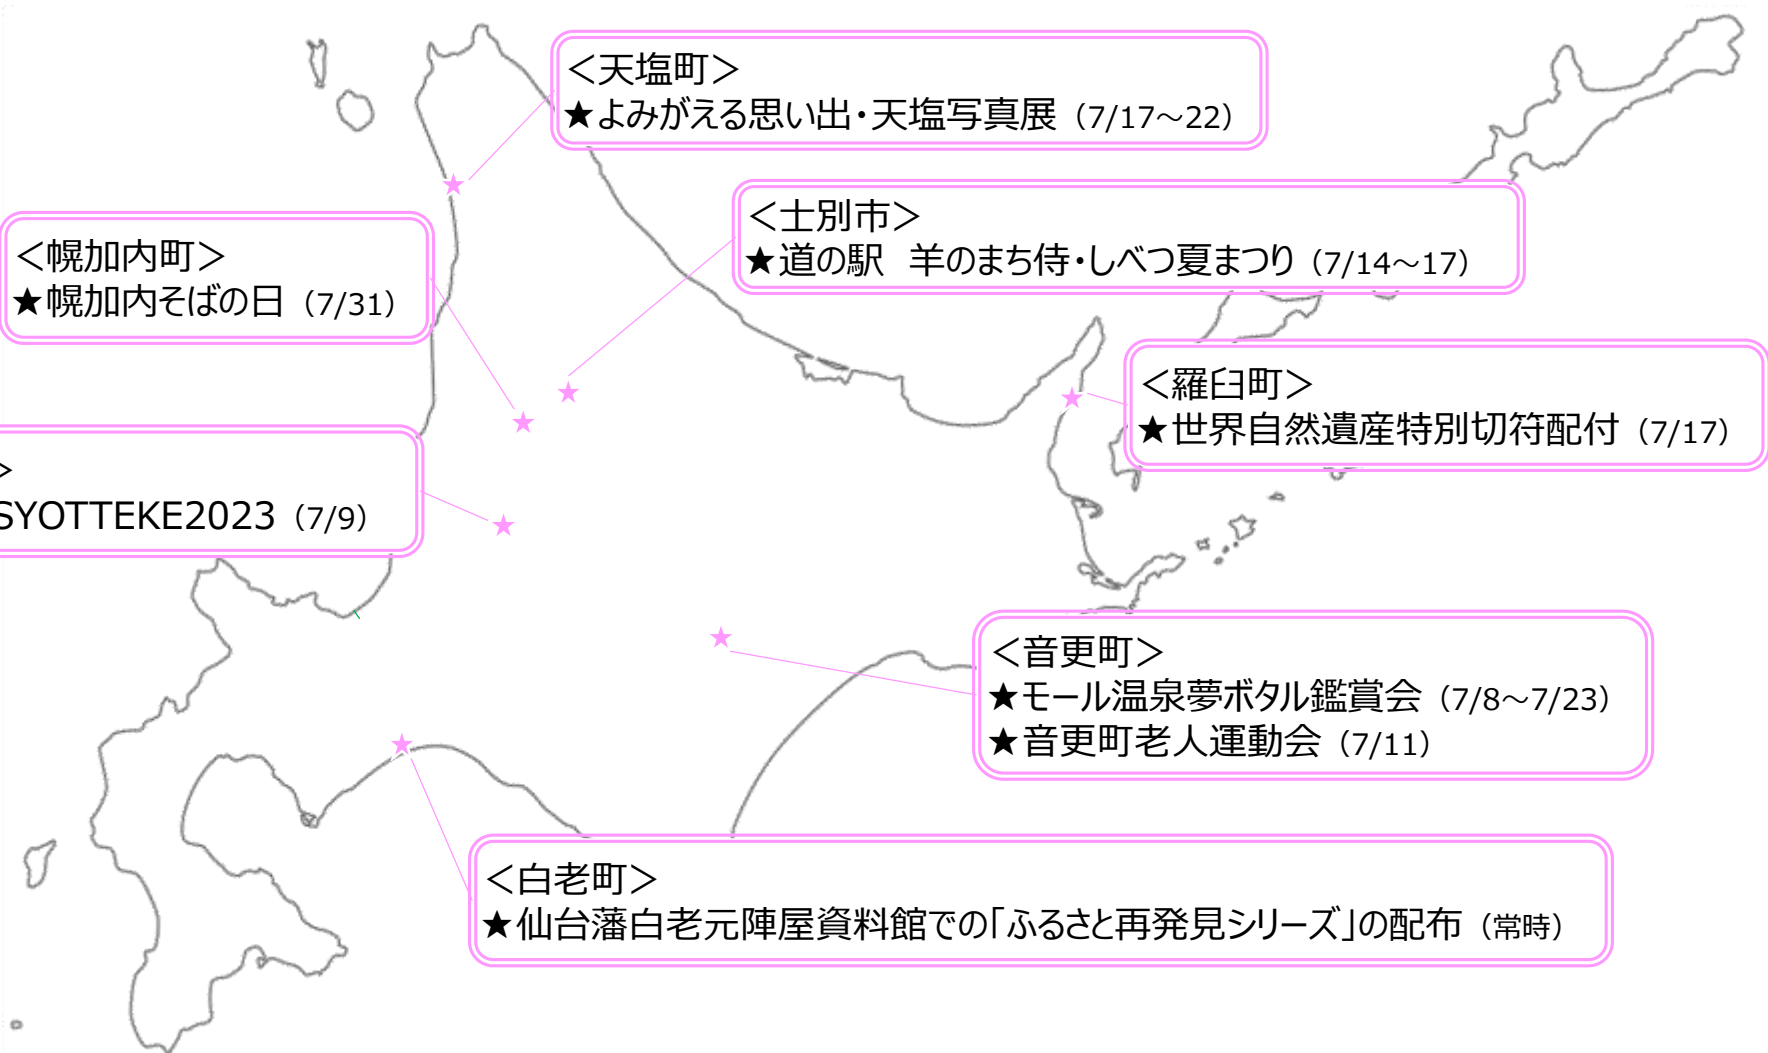 ＜天塩町＞
★よみがえる思い出・天塩写真展（7/17～22）
＜士別市＞
★道の駅　羊のまち侍・しべつ夏まつり（7/14～17）
＜幌加内町＞
★幌加内そばの日（7/31）
＜羅臼町＞
★世界自然遺産特別切符配付（7/17）
＞
SYOTTEKE2023（7/9）
＜音更町＞
★モール温泉夢ボタル鑑賞会（7/8～7/23）
★音更町老人運動会（7/11）
＜白老町＞
★仙台藩白老元陣屋資料館での「ふるさと再発見シリーズ」の配布（常時）